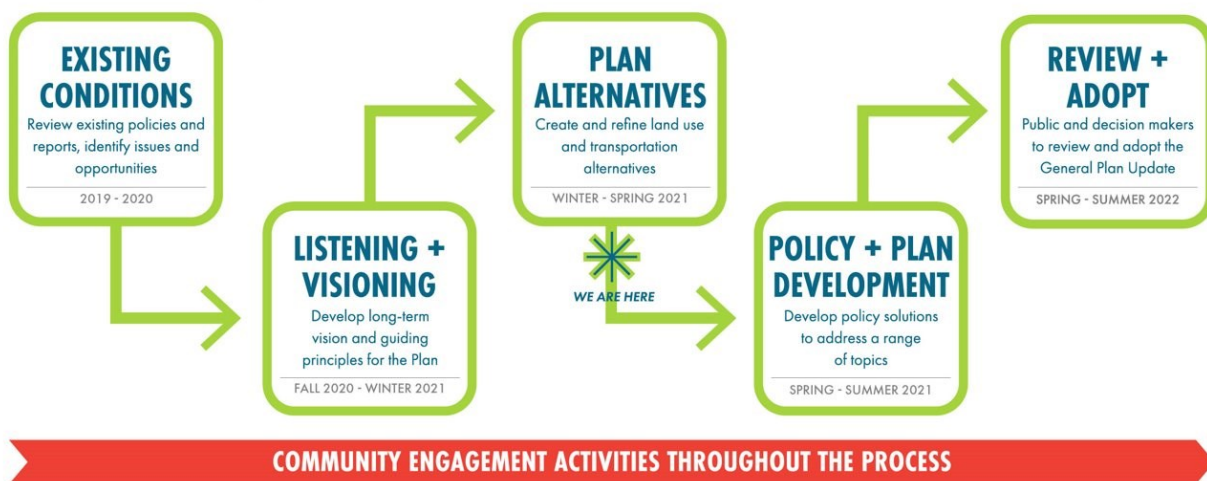 EXISTING
CONDITIONS
Review existing policies and
reports, identify issues and
opportunities
2019 - 2020
LISTENING +
VISIONING
Develop long-term
vision and guiding
principles for the Plan
FALL 2020 - WINTER 2021
PLAN
ALTERNATIVES
Create and refine land use
and transportation
alternatives
WINTER - SPRING 2021
WE ARE HERE
POLICY + PLAN
DEVELOPMENT
Develop policy solutions
to address a range
of topics
SPRING - SUMMER 2021
REVIEW +
ADOPT
Public and decision makers
to review and adopt the
General Plan Update
SPRING - SUMMER 2022
COMMUNITY ENGAGEMENT ACTIVITIES THROUGHOUT THE PROCESS